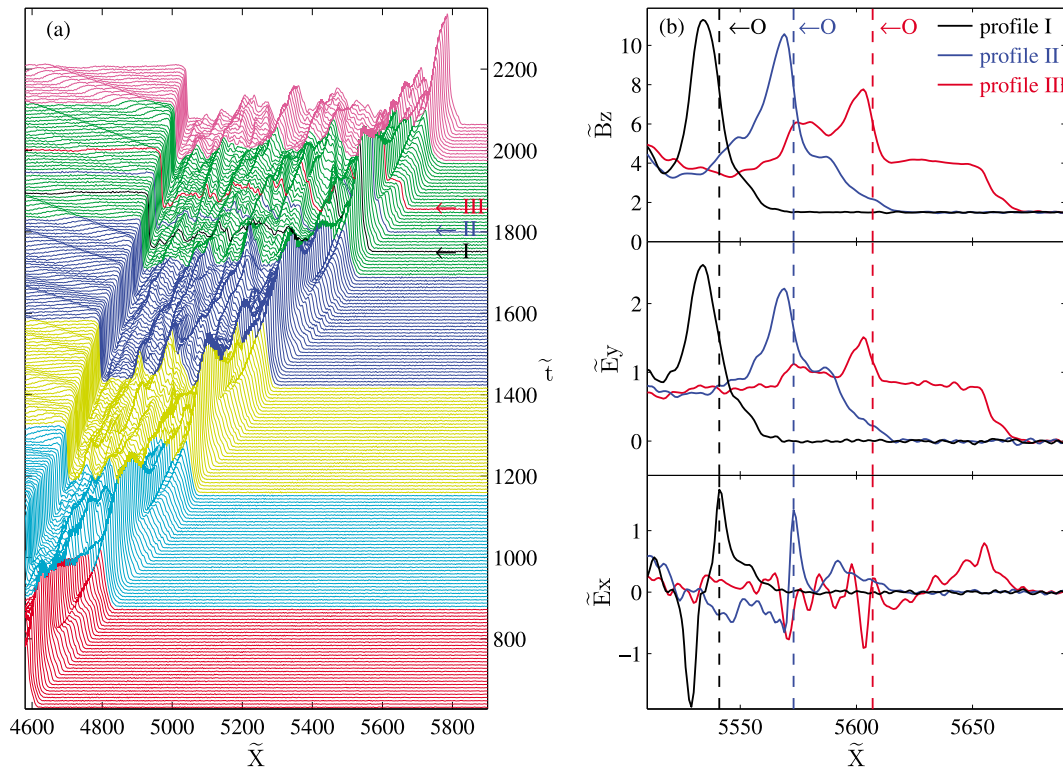 (a)
2200
2000
1800
1600
1400
1200
1000
800
t̃
← III
← II
← I
4600 4800 5000 5200 5400 5600 5800
X̃
(b)
←O ←O ←O
profile I
profile II
profile III
B̃z
10
8
6
4
2
0
Ẽy
2
1
0
Ẽx
1
0
−1
5550 5600 5650
X̃